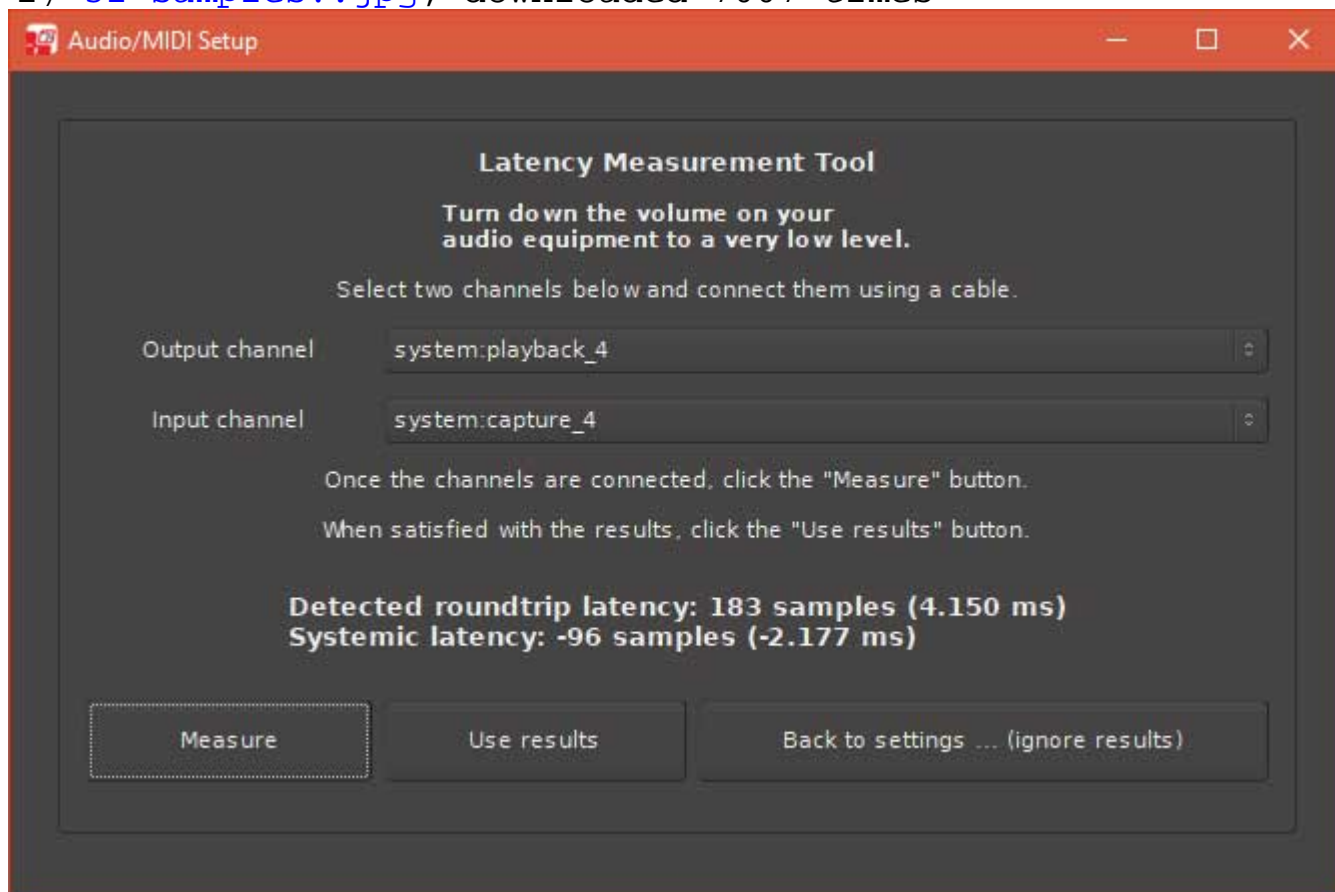 Audio/MIDI Setup
Latency Measurement Tool
Turn down the volume on your
audio equipment to a very low level.
Select two channels below and connect them using a cable.
Output channel system:playback_4
Input channel system:capture_4
Once the channels are connected, click the "Measure" button.
When satisfied with the results, click the "Use results" button.
Detected roundtrip latency: 183 samples (4.150 ms)
Systemic latency: -96 samples (-2.177 ms)
Measure Use results Back to settings ... (ignore results)